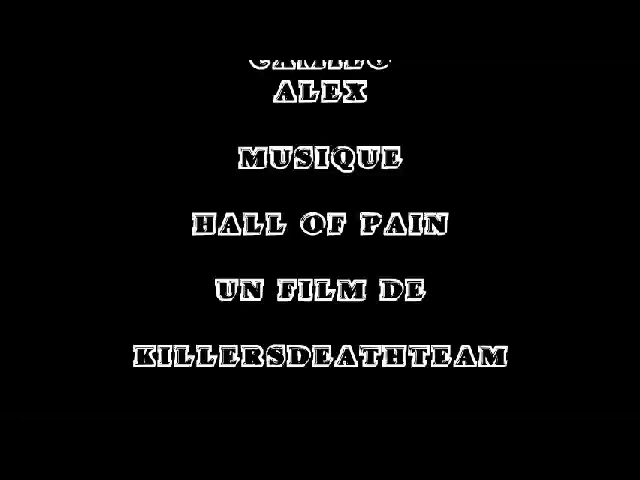 ALEX
MUSIQUE
HALL OF PAIN
UN FILM DE
KILLERSDEATHTEAM